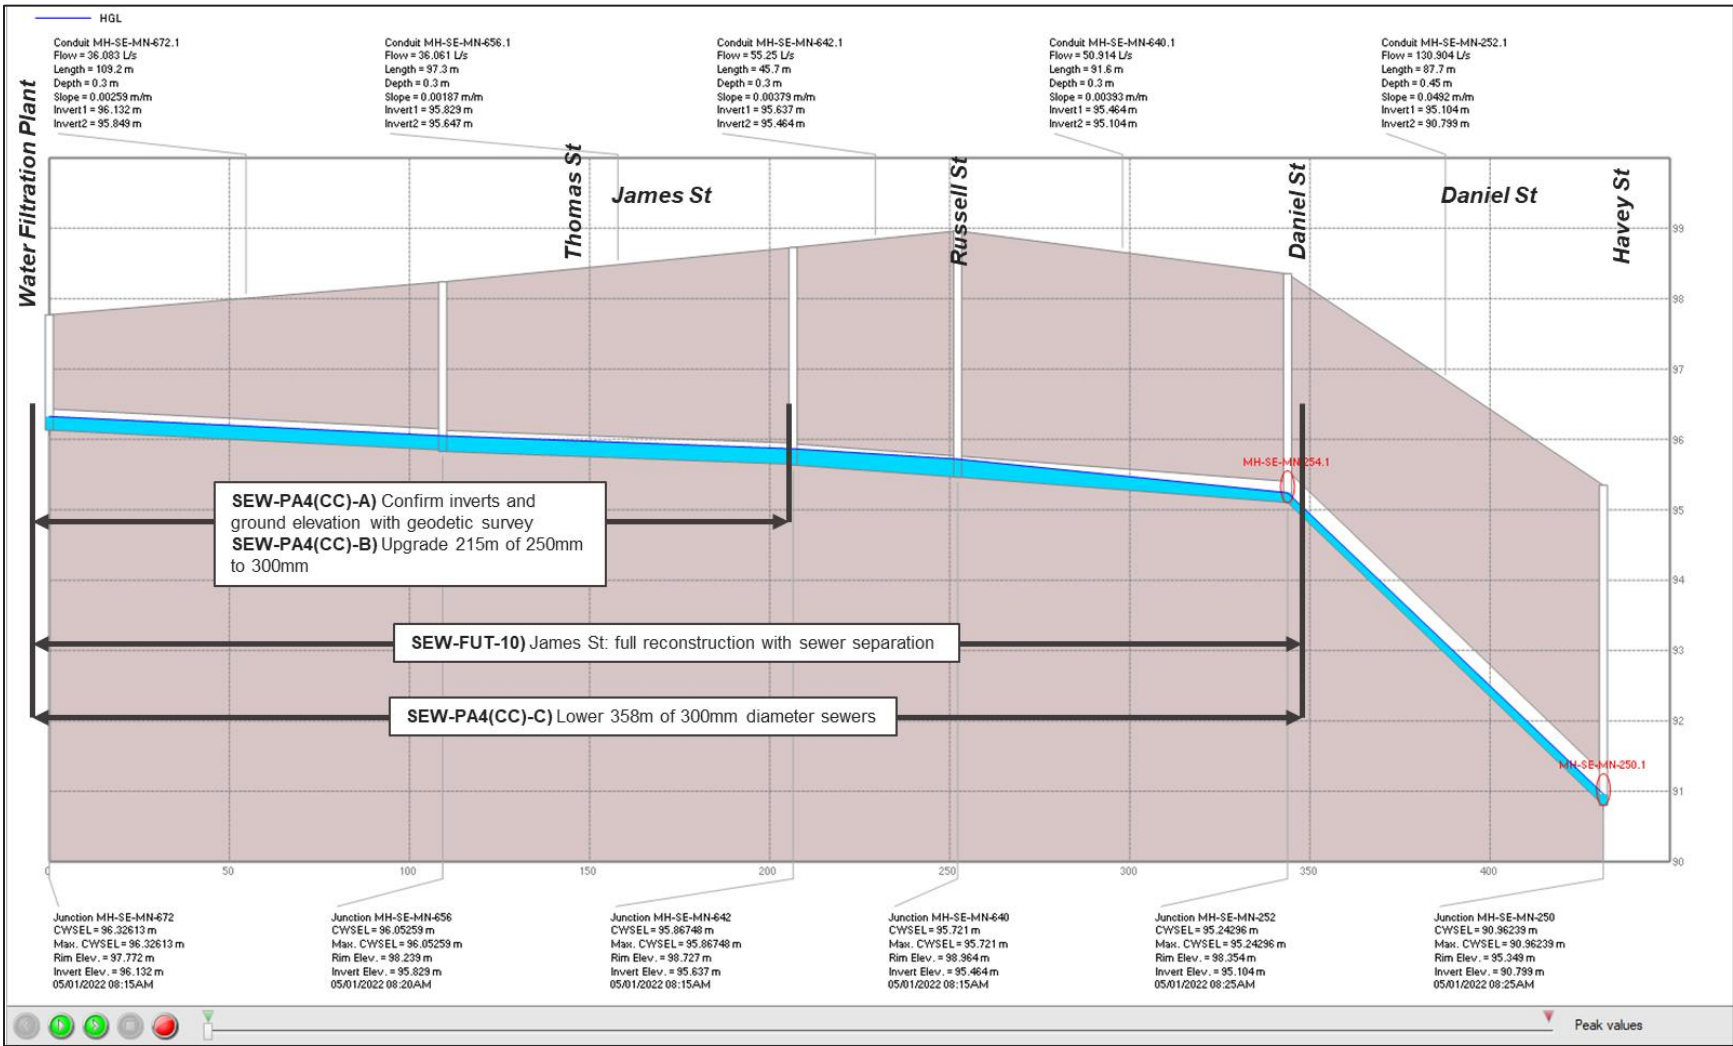 HGL
Conduit MH-SE-MN-672.1
Flow = 36.083 L/s
Length = 109.2 m
Depth = 0.3 m
Slope = 0.00259 m/m
Invert1 = 96.132 m
Invert2 = 95.849 m
Conduit MH-SE-MN-656.1
Flow = 36.061 L/s
Length = 97.3 m
Depth = 0.3 m
Slope = 0.00187 m/m
Invert1 = 95.829 m
Invert2 = 95.647 m
Conduit MH-SE-MN-642.1
Flow = 55.25 L/s
Length = 45.7 m
Depth = 0.3 m
Slope = 0.00379 m/m
Invert1 = 95.637 m
Invert2 = 95.464 m
Conduit MH-SE-MN-640.1
Flow = 50.914 L/s
Length = 91.6 m
Depth = 0.3 m
Slope = 0.00393 m/m
Invert1 = 95.464 m
Invert2 = 95.104 m
Conduit MH-SE-MN-252.1
Flow = 130.904 L/s
Length = 87.7 m
Depth = 0.45 m
Slope = 0.0492 m/m
Invert1 = 95.104 m
Invert2 = 90.799 m
Water Filtration Plant
Thomas St
James St
Russell St
Daniel St
Daniel St
Havey St
99
98
97
96
95
94
93
92
91
90
MH-SE-MN-254.1
MH-SE-MN-250.1
SEW-PA4(CC)-A) Confirm inverts and
ground elevation with geodetic survey
SEW-PA4(CC)-B) Upgrade 215m of 250mm
to 300mm
SEW-FUT-10) James St: full reconstruction with sewer separation
SEW-PA4(CC)-C) Lower 358m of 300mm diameter sewers
0
50
100
150
200
250
300
350
400
Junction MH-SE-MN-672
CWSEL = 96.32613 m
Max. CWSEL = 96.32613 m
Rim Elev. = 97.772 m
Invert Elev. = 96.132 m
05/01/2022 08:15AM
Junction MH-SE-MN-656
CWSEL = 96.05259 m
Max. CWSEL = 96.05259 m
Rim Elev. = 98.239 m
Invert Elev. = 95.829 m
05/01/2022 08:20AM
Junction MH-SE-MN-642
CWSEL = 95.86748 m
Max. CWSEL = 95.86748 m
Rim Elev. = 98.727 m
Invert Elev. = 95.637 m
05/01/2022 08:15AM
Junction MH-SE-MN-640
CWSEL = 95.721 m
Max. CWSEL = 95.721 m
Rim Elev. = 98.964 m
Invert Elev. = 95.464 m
05/01/2022 08:15AM
Junction MH-SE-MN-252
CWSEL = 95.24296 m
Max. CWSEL = 95.24296 m
Rim Elev. = 98.354 m
Invert Elev. = 95.104 m
05/01/2022 08:25AM
Junction MH-SE-MN-250
CWSEL = 90.96239 m
Max. CWSEL = 90.96239 m
Rim Elev. = 95.349 m
Invert Elev. = 90.799 m
05/01/2022 08:25AM
Peak values